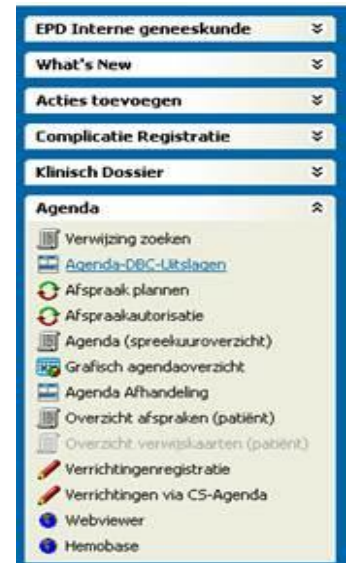 EPD Interne geneeskunde
What's New
Acties toevoegen
Complicatie Registratie
Klinisch Dossier
Agenda
Verwijzing zoeken
Agenda-DBC-Uitslagen
Afspraak plannen
Afspraakautorisatie
Agenda (spreekuuroverzicht)
Grafisch agendaoverzicht
Agenda Afhandeling
Overzicht afspraken (patiënt)
Overzicht verwijskaarten (patiënt)
Verrichtingenregistratie
Verrichtingen via CS-Agenda
Webviewer
Hemobase